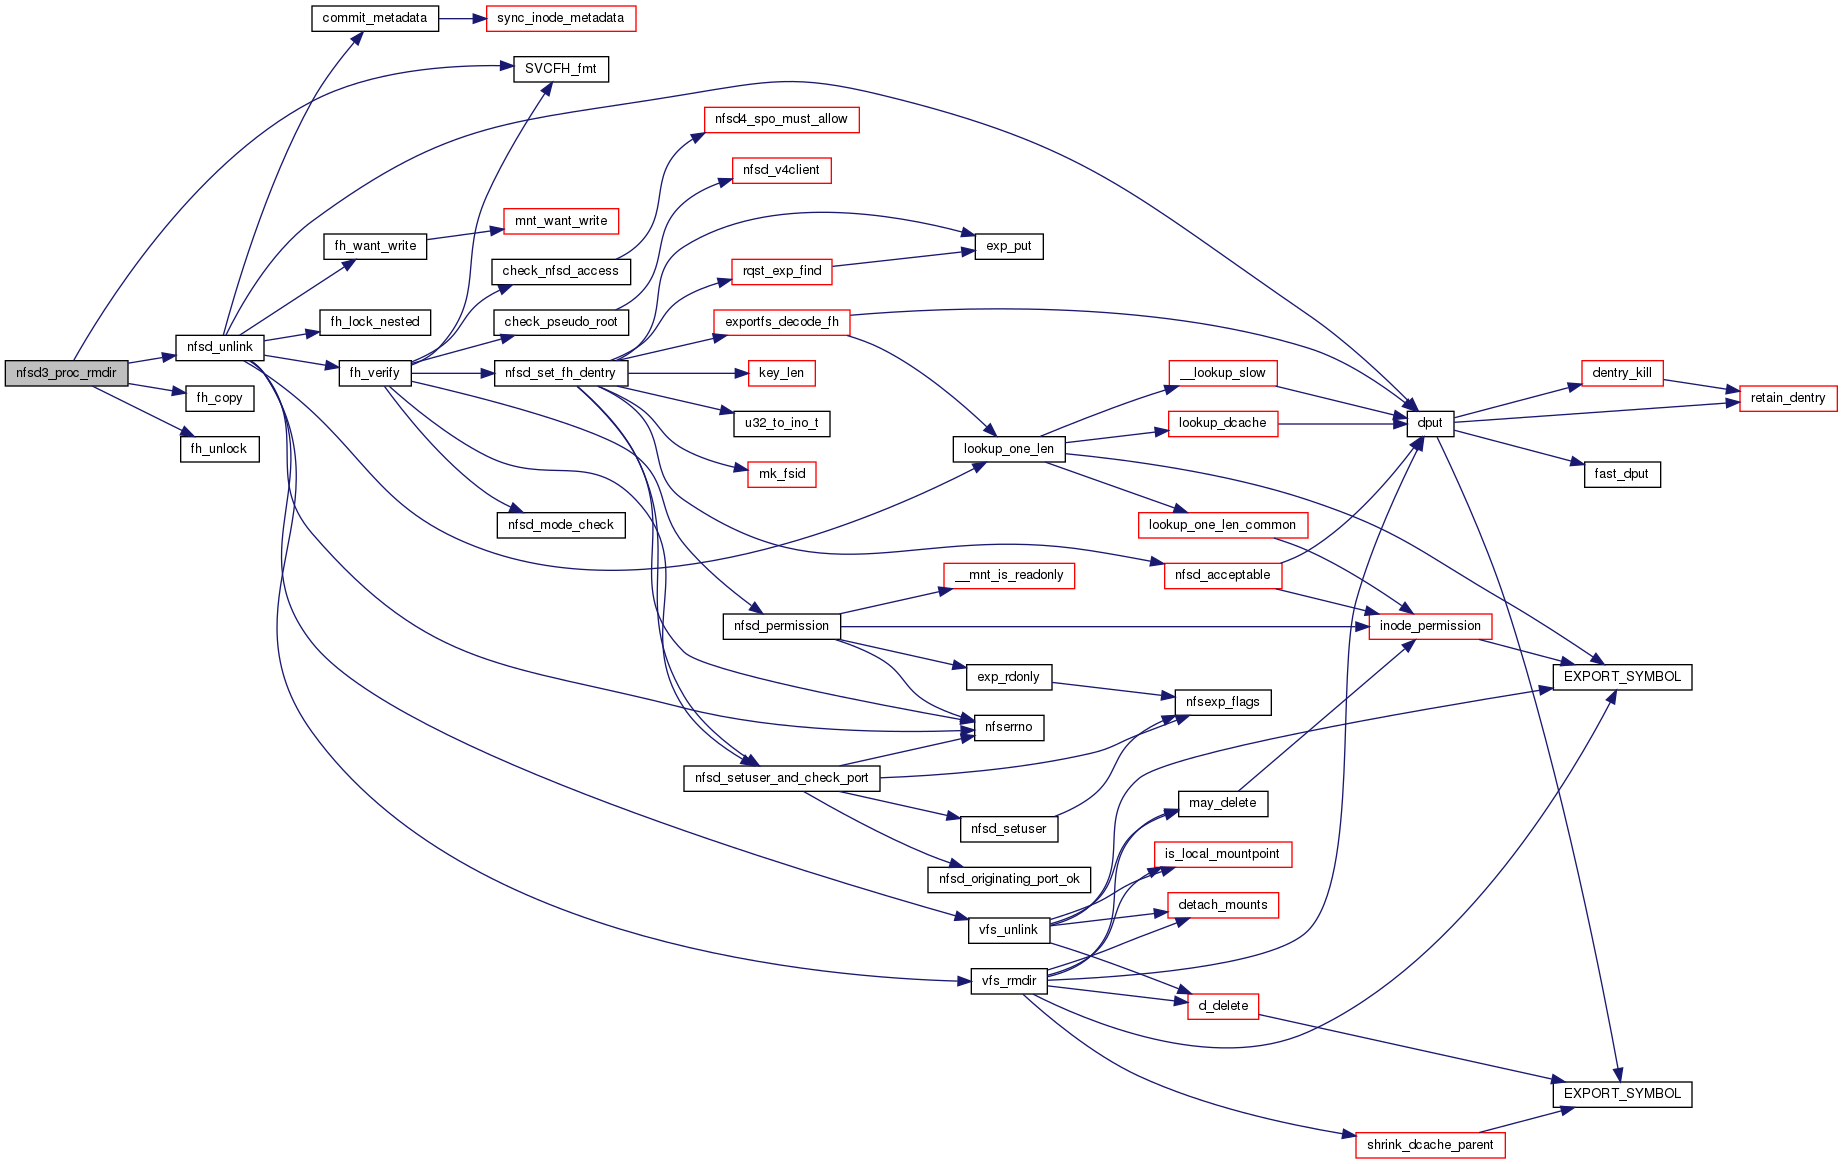 commit_metadata
sync_inode_metadata
SVCFH_fmt
nfsd4_spo_must_allow
nfsd_v4client
mnt_want_write
fh_want_write
exp_put
check_nfsd_access
rqst_exp_find
fh_lock_nested
check_pseudo_root
exportfs_decode_fh
nfsd_unlink
nfsd3_proc_rmdir
fh_verify
nfsd_set_fh_dentry
key_len
__lookup_slow
dentry_kill
retain_dentry
fh_copy
u32_to_ino_t
lookup_dcache
dput
fh_unlock
lookup_one_len
mk_fsid
fast_dput
nfsd_mode_check
lookup_one_len_common
__mnt_is_readonly
nfsd_acceptable
nfsd_permission
inode_permission
exp_rdonly
EXPORT_SYMBOL
nfsexp_flags
nfserrno
nfsd_setuser_and_check_port
may_delete
nfsd_setuser
is_local_mountpoint
nfsd_originating_port_ok
detach_mounts
vfs_unlink
vfs_rmdir
d_delete
EXPORT_SYMBOL
shrink_dcache_parent